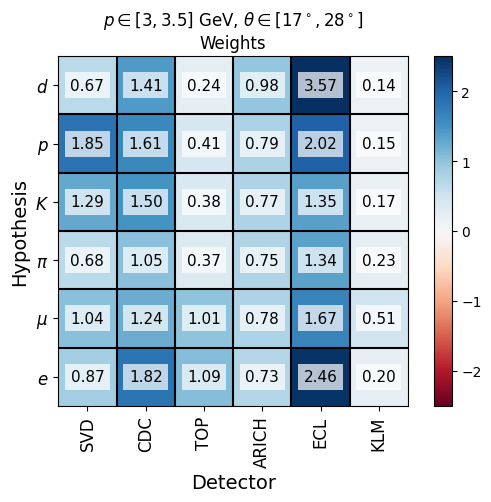 p ∈ [3, 3.5] GeV, θ ∈ [17°, 28°]
Weights
d 0.67 1.41 0.24 0.98 3.57 0.14
p 1.85 1.61 0.41 0.79 2.02 0.15
K 1.29 1.50 0.38 0.77 1.35 0.17
π 0.68 1.05 0.37 0.75 1.34 0.23
μ 1.04 1.24 1.01 0.78 1.67 0.51
e 0.87 1.82 1.09 0.73 2.46 0.20
SVD CDC TOP ARICH ECL KLM
Detector
Hypothesis
2
1
0
−1
−2